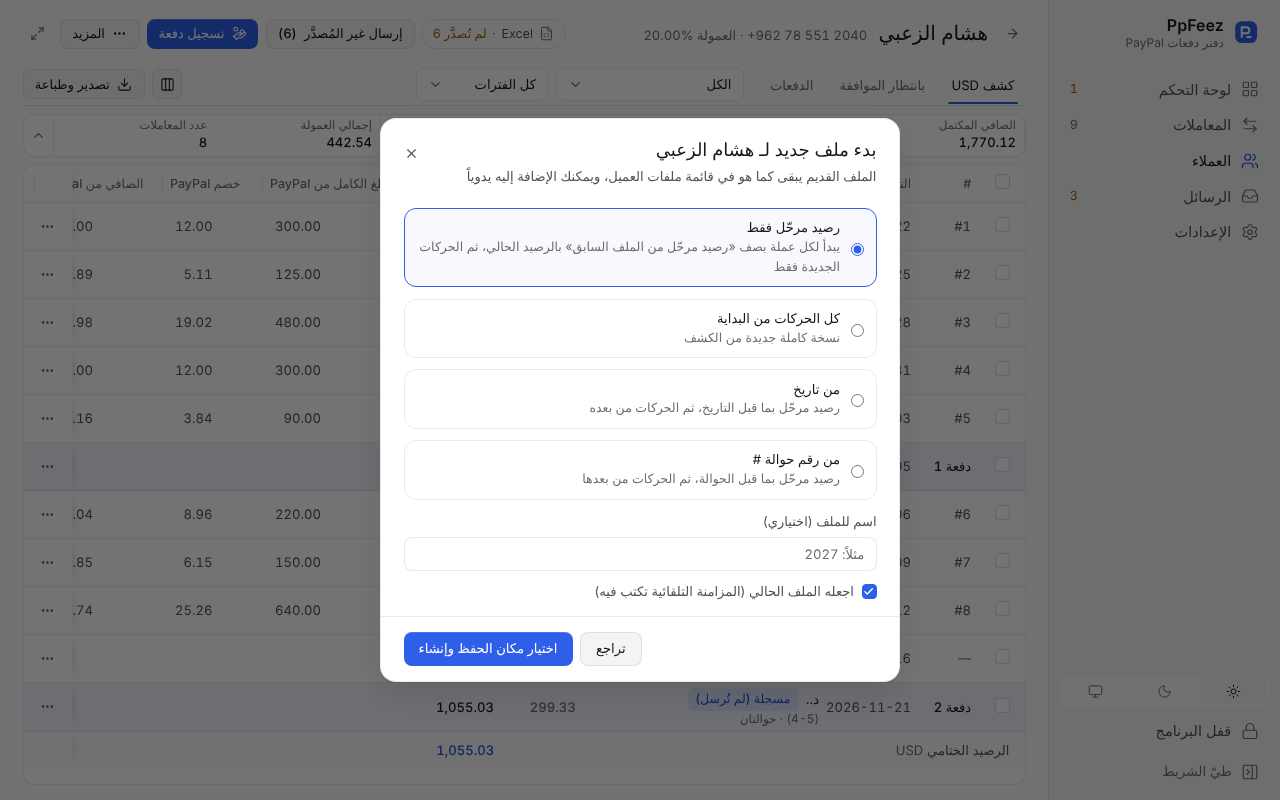 PpFeez
دفتر دفعات PayPal
لوحة التحكم 1
المعاملات 9
العملاء
الرسائل 3
الإعدادات
قفل البرنامج
طيّ الشريط
هشام الزعبي
+962 78 551 2040 · العمولة 20.00%
Excel · لم تُصدَّر 6
إرسال غير المُصدَّر (6)
تسجيل دفعة
المزيد
كشف USD
بانتظار الموافقة
الدفعات
الكل
كل الفترات
تصدير وطباعة
الصافي المكتمل
1,770.12
إجمالي العمولة
442.54
عدد المعاملات
8
بدء ملف جديد لـ هشام الزعبي
الملف القديم يبقى كما هو في قائمة ملفات العميل، ويمكنك الإضافة إليه يدوياً
رصيد مرحّل فقط
يبدأ لكل عملة بصف «رصيد مرحّل من الملف السابق» بالرصيد الحالي، ثم الحركات
الجديدة فقط
كل الحركات من البداية
نسخة كاملة جديدة من الكشف
من تاريخ
رصيد مرحّل بما قبل التاريخ، ثم الحركات من بعده
من رقم حوالة #
رصيد مرحّل بما قبل الحوالة، ثم الحركات من بعدها
اسم للملف (اختياري)
مثلاً: 2027
اجعله الملف الحالي (المزامنة التلقائية تكتب فيه)
تراجع
اختيار مكان الحفظ وإنشاء
# الكامل من PayPal خصم PayPal الصافي من
#1 300.00 12.00 .00
#2 125.00 5.11 .89
#3 480.00 19.02 .98
#4 300.00 12.00 .00
#5 90.00 3.84 .16
دفعة 1
#6 220.00 8.96 .04
#7 150.00 6.15 .85
#8 640.00 25.26 .74
—
دفعة 2 2026-11-21 د.. مسجلة (لم تُرسل) 299.33 1,055.03
(4-5) · حوالتان
الرصيد الختامي USD 1,055.03